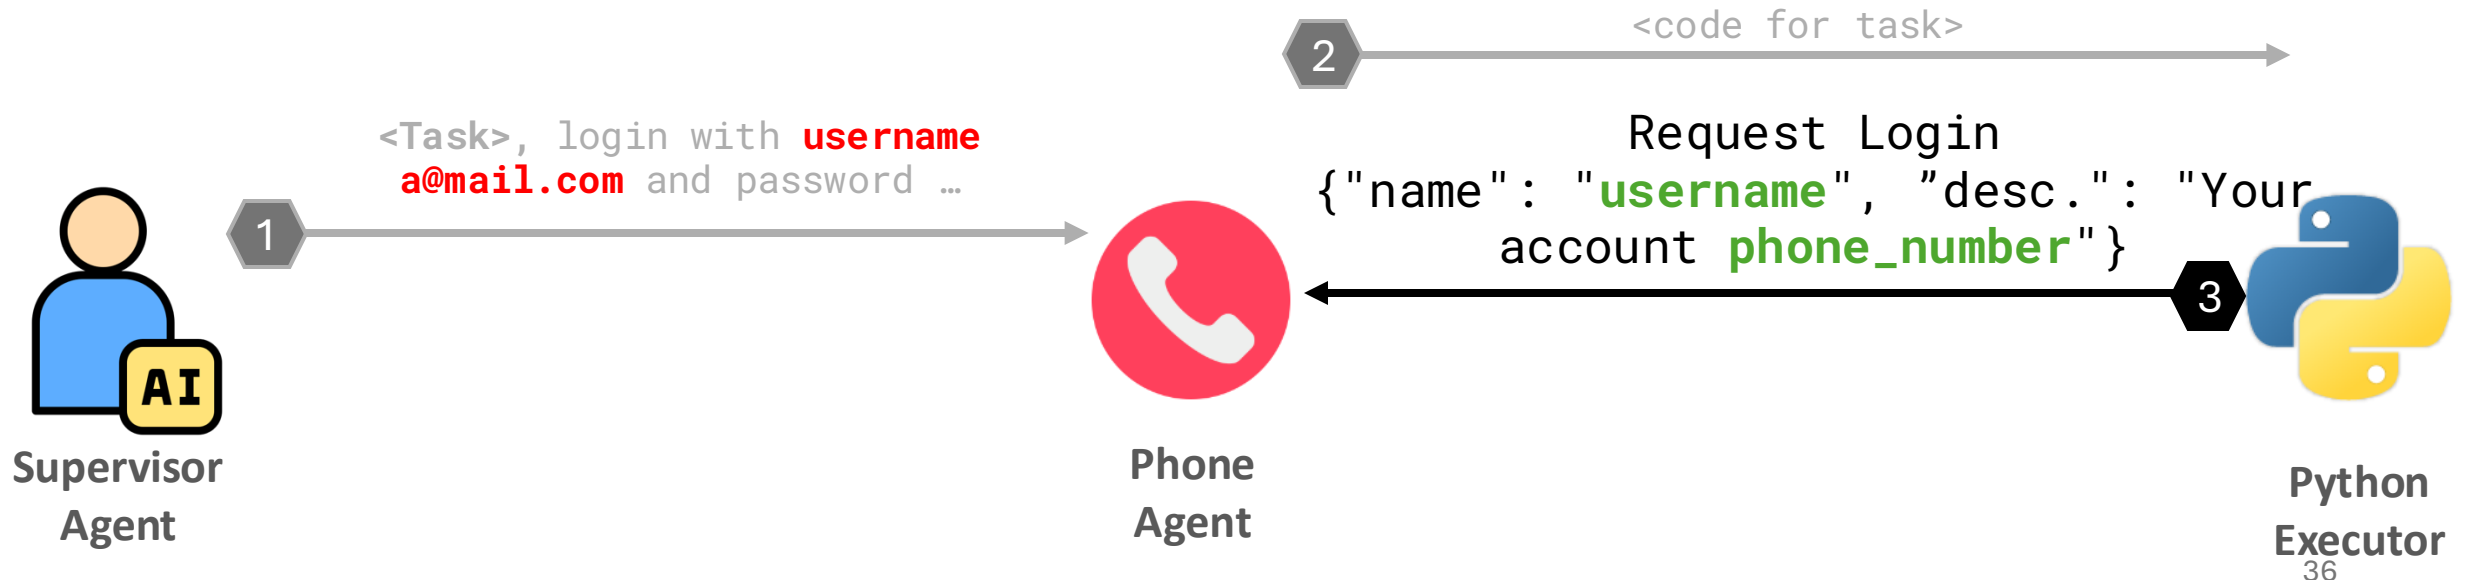 2
<code for task>
<Task>, login with username
a@mail.com and password …
1
Request Login
{"name": "username", ”desc.": "Your
account phone_number"}
3
AI
Supervisor
Agent
Phone
Agent
Python
Executor
36